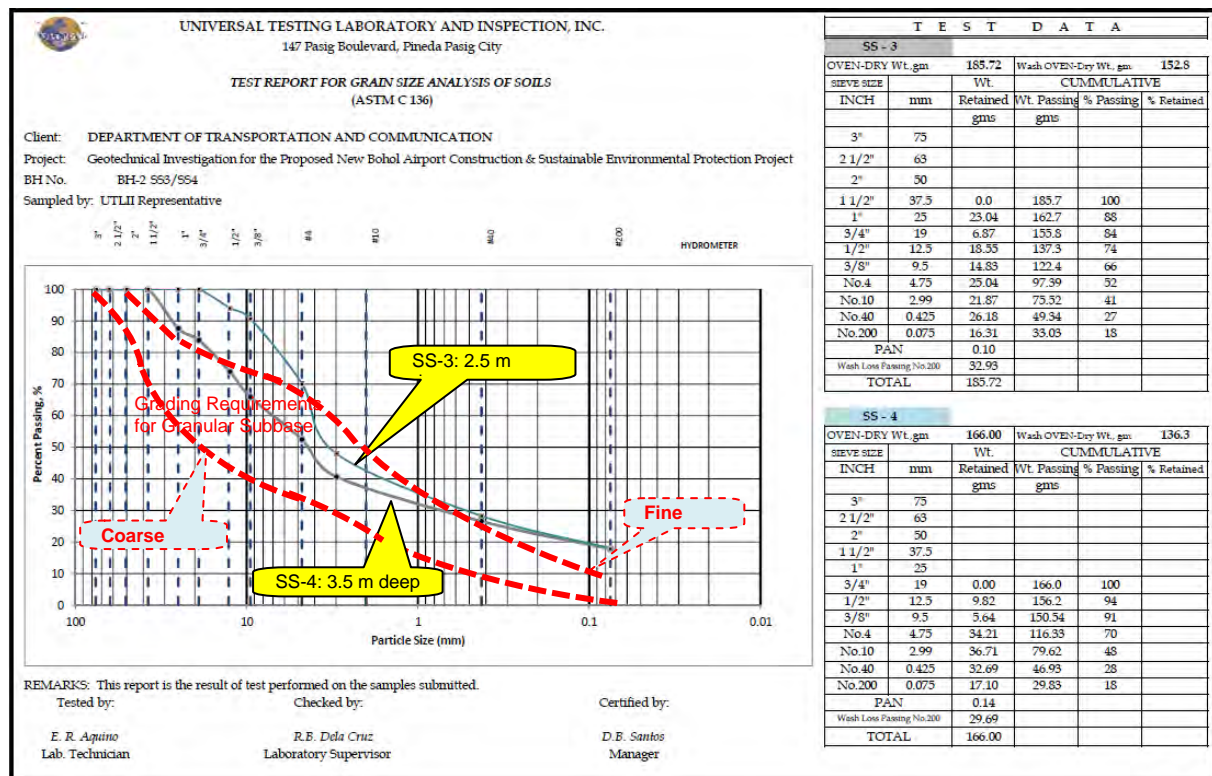 UNIVERSAL TESTING LABORATORY AND INSPECTION, INC.
147 Pasig Boulevard, Pineda Pasig City
TEST REPORT FOR GRAIN SIZE ANALYSIS OF SOILS
(ASTM C 136)
Client: DEPARTMENT OF TRANSPORTATION AND COMMUNICATION
Project: Geotechnical Investigation for the Proposed New Bohol Airport Construction & Sustainable Environmental Protection Project
BH No. BH-2 SS3/SS4
Sampled by: UTLII Representative
3" 2 1/2" 2" 1 1/2" 1" 3/4" 1/2" 3/8" #4 #10 #40 #200 HYDROMETER
100
90
80
70
60
50
40
30
20
10
0
Percent Passing, %
100 10 1 0.1 0.01
Particle Size (mm)
SS-3: 2.5 m
Grading Requirements
for Granular Subbase
Coarse
Fine
SS-4: 3.5 m deep
REMARKS: This report is the result of test performed on the samples submitted.
Tested by: Checked by: Certified by:
E. R. Aquino R.B. Dela Cruz D.B. Santos
Lab. Technician Laboratory Supervisor Manager
T E S T D A T A
SS - 3
OVEN-DRY Wt.,gm 185.72 Wash OVEN-Dry Wt., gm 152.8
SIEVE SIZE Wt. CUMMULATIVE
INCH mm Retained Wt. Passing % Passing % Retained
gms gms
3" 75
2 1/2" 63
2" 50
1 1/2" 37.5 0.0 185.7 100
1" 25 23.04 162.7 88
3/4" 19 6.87 155.8 84
1/2" 12.5 18.55 137.3 74
3/8" 9.5 14.83 122.4 66
No.4 4.75 25.04 97.39 52
No.10 2.99 21.87 75.52 41
No.40 0.425 26.18 49.34 27
No.200 0.075 16.31 33.03 18
PAN 0.10
Wash Loss Passing No.200 32.93
TOTAL 185.72
SS - 4
OVEN-DRY Wt.,gm 166.00 Wash OVEN-Dry Wt., gm 136.3
SIEVE SIZE Wt. CUMMULATIVE
INCH mm Retained Wt. Passing % Passing % Retained
gms gms
3" 75
2 1/2" 63
2" 50
1 1/2" 37.5
1" 25
3/4" 19 0.00 166.0 100
1/2" 12.5 9.82 156.2 94
3/8" 9.5 5.64 150.54 91
No.4 4.75 34.21 116.33 70
No.10 2.99 36.71 79.62 48
No.40 0.425 32.69 46.93 28
No.200 0.075 17.10 29.83 18
PAN 0.14
Wash Loss Passing No.200 29.69
TOTAL 166.00